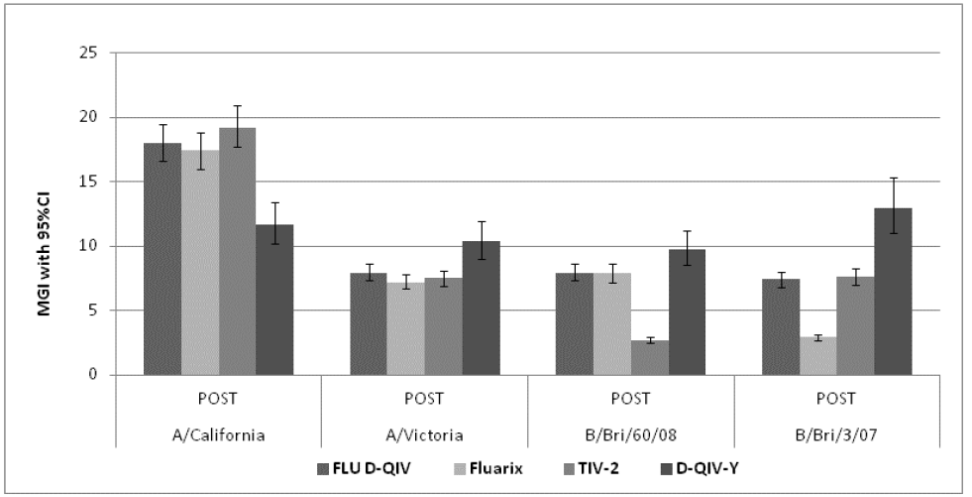 MGI with 95%CI
25
20
15
10
5
0
POST POST POST POST
A/California A/Victoria B/Bri/60/08 B/Bri/3/07
FLU D-QIV Fluarix TIV-2 D-QIV-Y